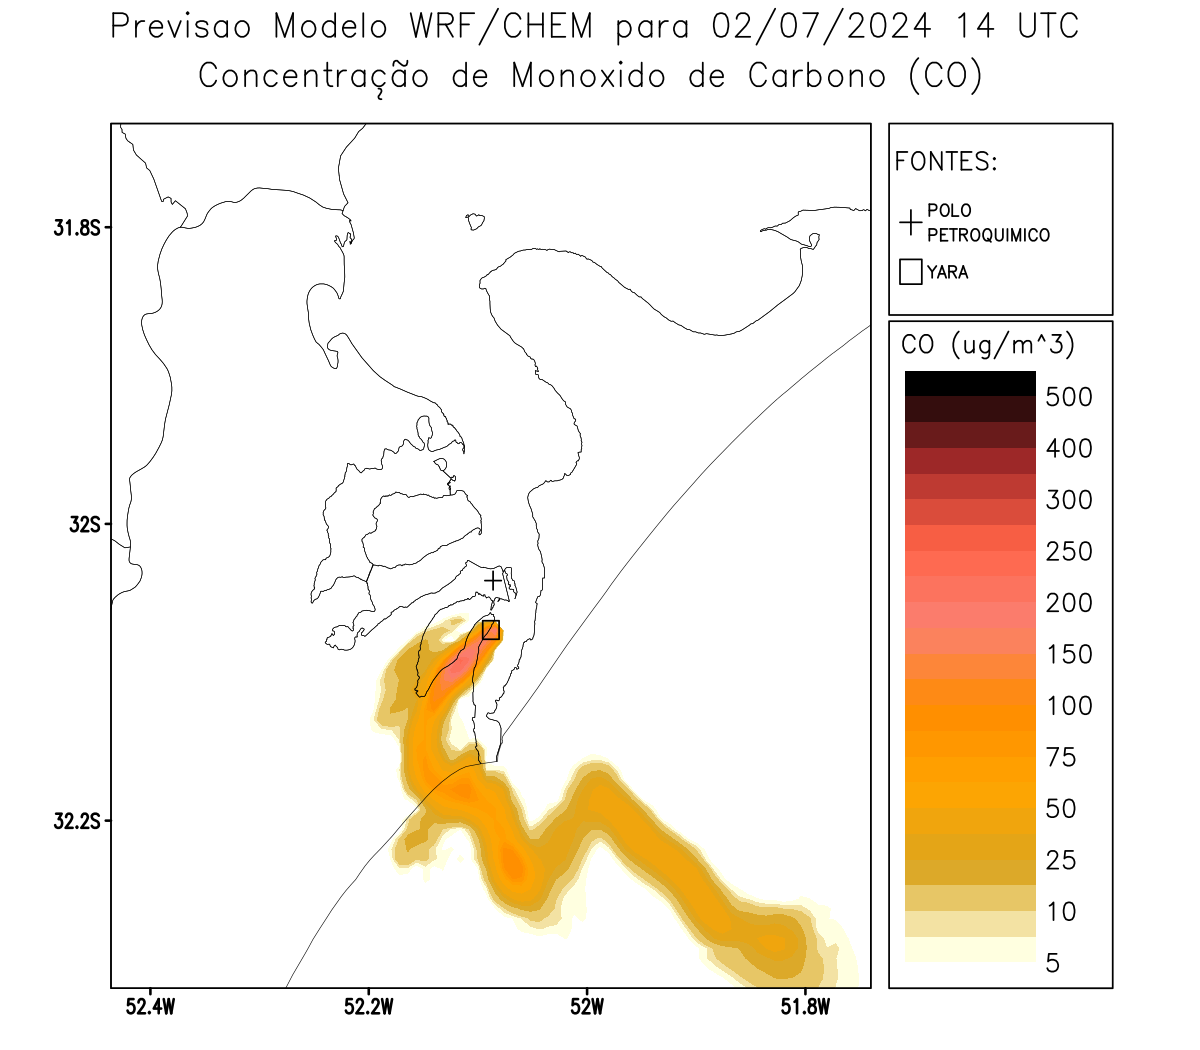 Previsao Modelo WRF/CHEM para 02/07/2024 14 UTC
Concentração de Monoxido de Carbono (CO)
FONTES:
POLO
PETROQUIMICO
YARA
CO (ug/m^3)
500
400
300
250
200
150
100
75
50
25
10
5
31.8S
32S
32.2S
52.4W
52.2W
52W
51.8W